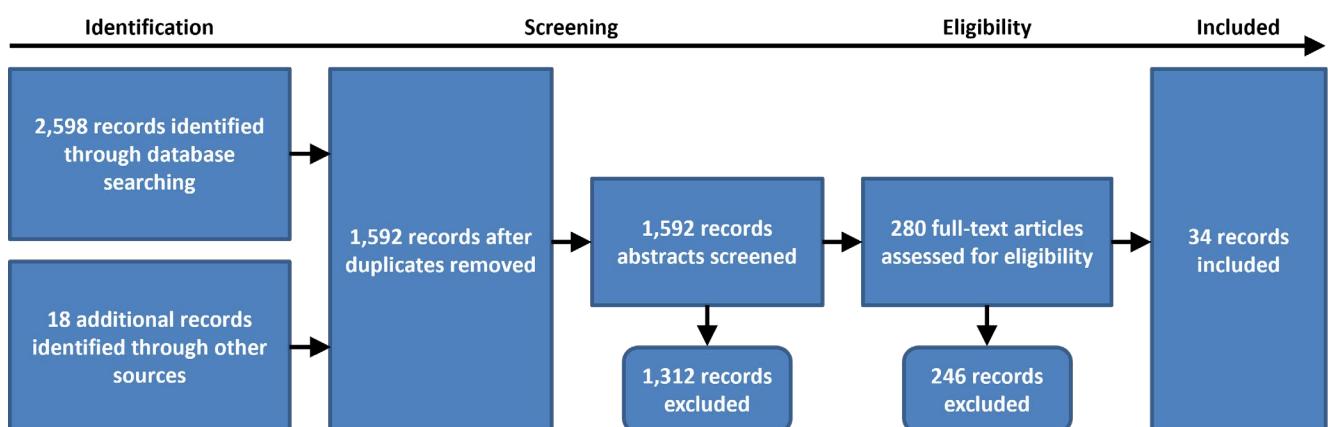 Identification
Screening
Eligibility
Included
2,598 records identified
through database
searching
18 additional records
identified through other
sources
1,592 records after
duplicates removed
1,592 records
abstracts screened
1,312 records
excluded
280 full-text articles
assessed for eligibility
246 records
excluded
34 records
included